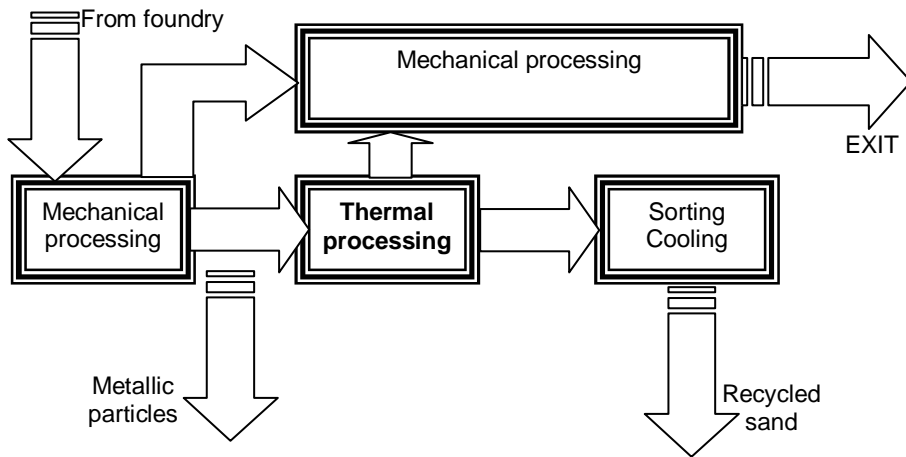 From foundry
Mechanical processing
EXIT
Mechanical
processing
Thermal
processing
Sorting
Cooling
Metallic
particles
Recycled
sand